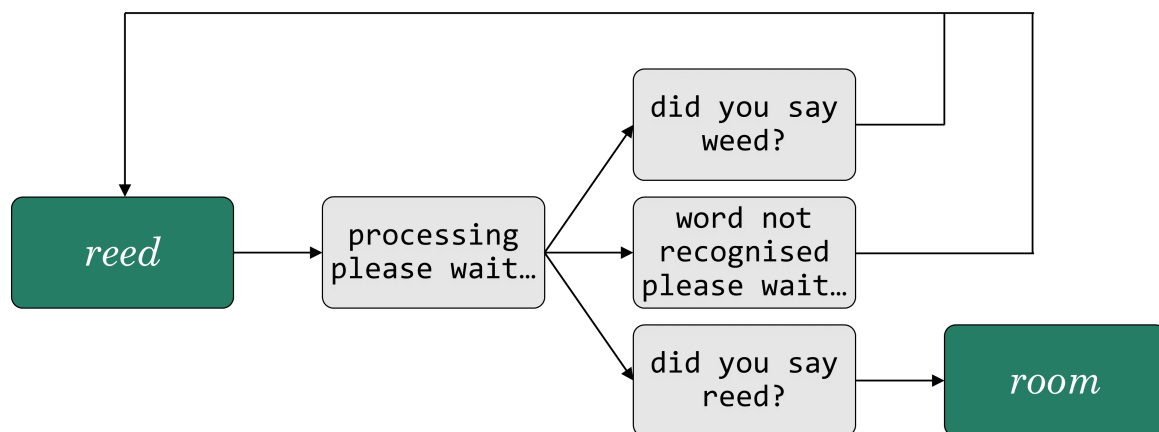 did you say
weed?
reed
processing
please wait…
word not
recognised
please wait…
did you say
reed?
room